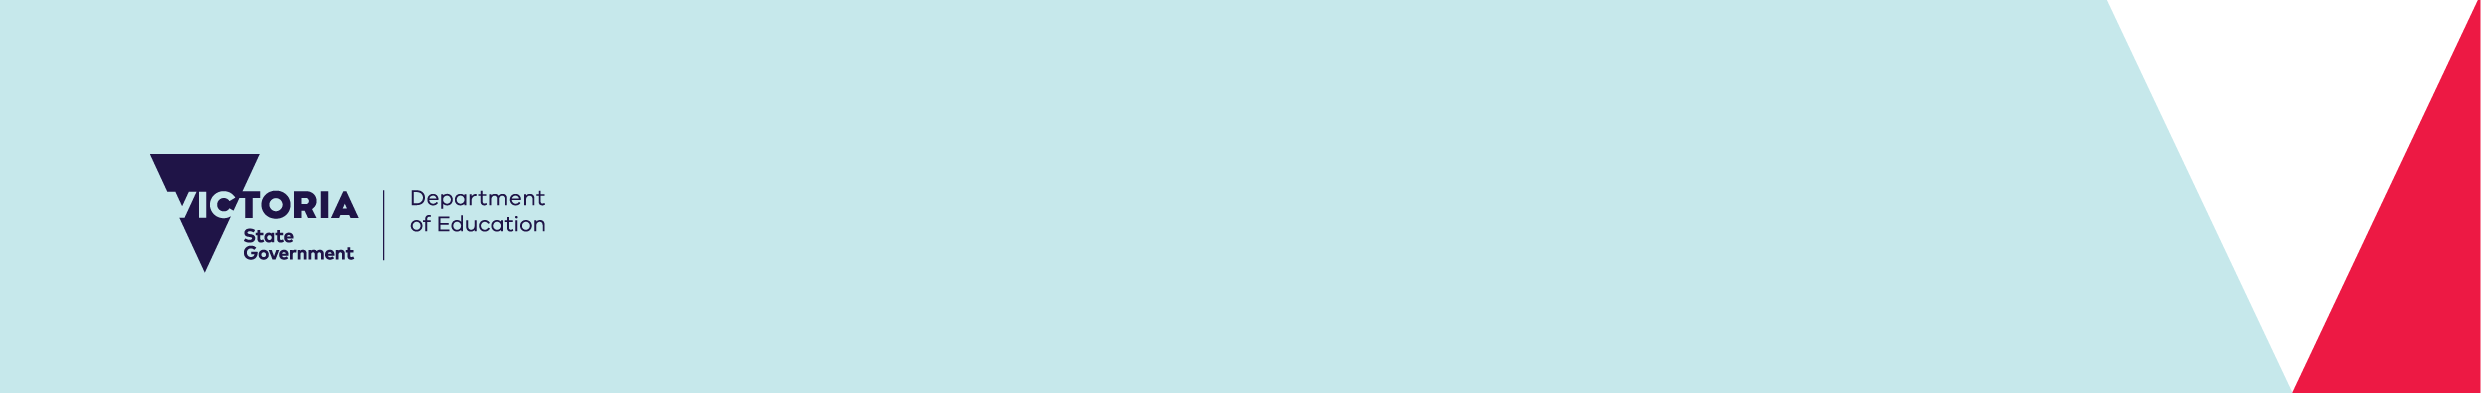 VICTORIA
State
Government
Department
of Education